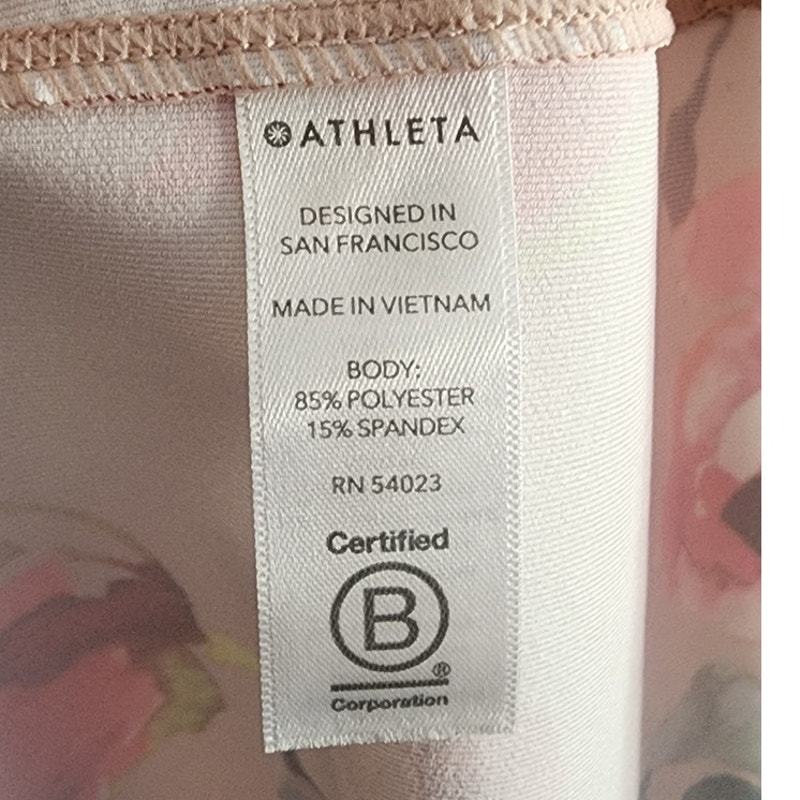 ATHLETA
DESIGNED IN
SAN FRANCISCO
MADE IN VIETNAM
BODY:
85% POLYESTER
15% SPANDEX
RN 54023
Certified
B
®
Corporation